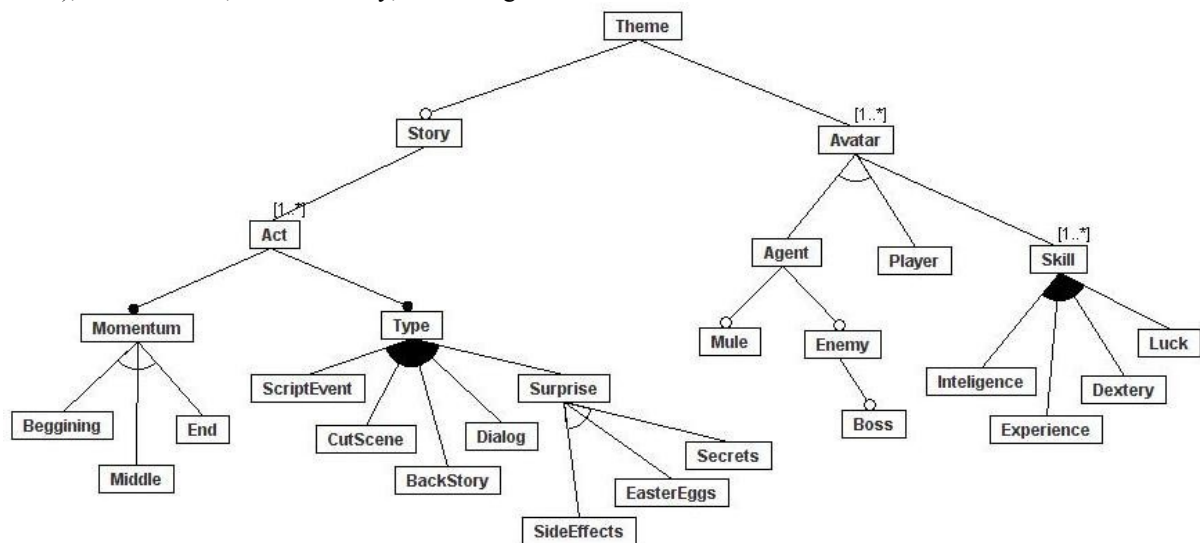 Theme
Story
[1..*]
Avatar
[1..*]
Act
Agent
Player
[1..*]
Skill
Momentum
Type
Mule
Enemy
Luck
ScriptEvent
Surprise
Inteligence
Dextery
Beggining
End
CutScene
Dialog
Boss
Experience
Middle
BackStory
Secrets
EasterEggs
SideEffects